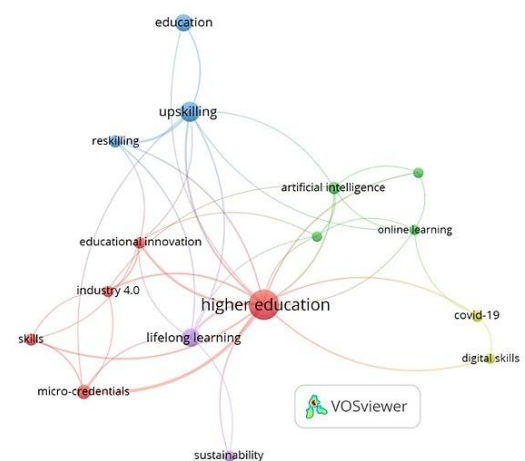 education
upskilling
reskilling
artificial intelligence
online learning
educational innovation
industry 4.0
higher education
covid-19
skills
lifelong learning
digital skills
micro-credentials
VOSviewer
sustainability